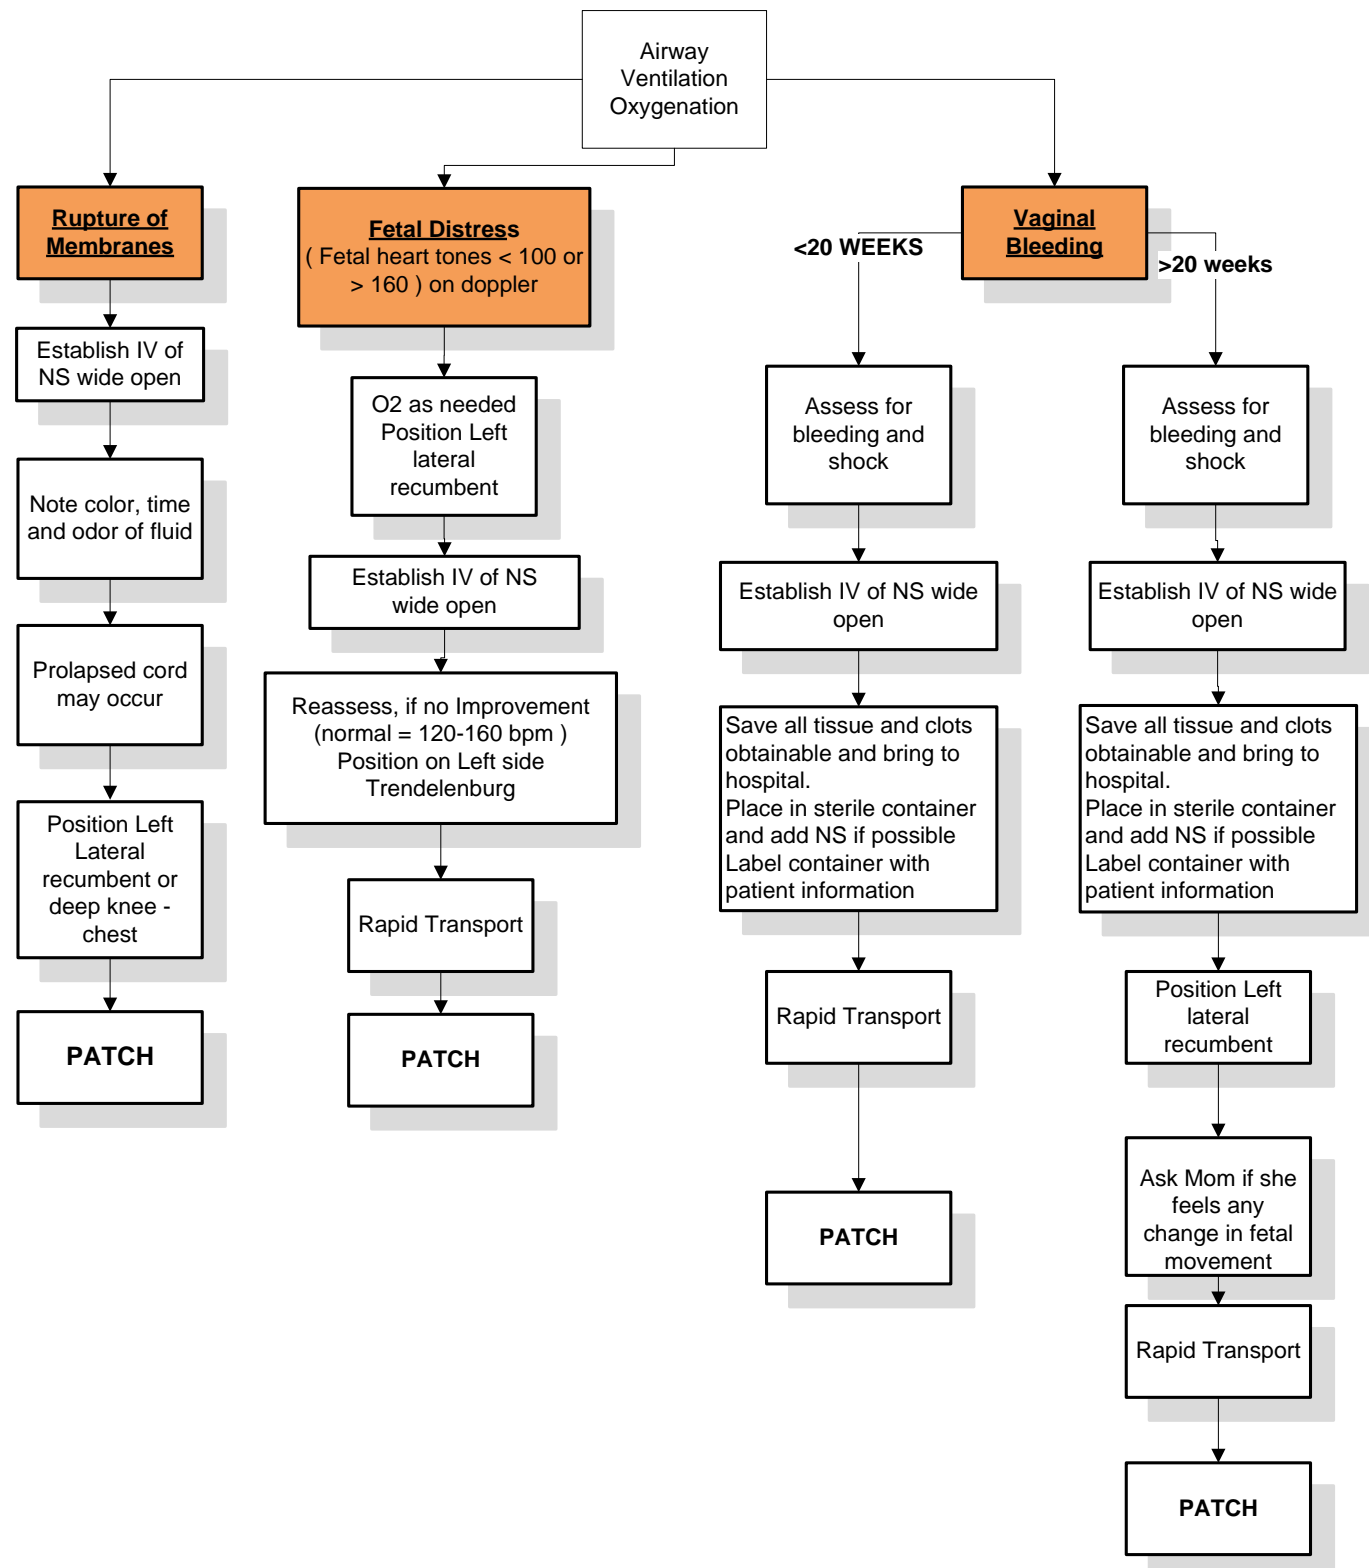 Airway
Ventilation
Oxygenation
Rupture of
Membranes
Establish IV of
NS wide open
Note color, time
and odor of fluid
Prolapsed cord
may occur
Position Left
Lateral
recumbent or
deep knee -
chest
PATCH
Fetal Distress
( Fetal heart tones < 100 or
> 160 ) on doppler
O2 as needed
Position Left
lateral
recumbent
Establish IV of NS
wide open
Reassess, if no Improvement
(normal = 120-160 bpm )
Position on Left side
Trendelenburg
Rapid Transport
PATCH
Vaginal
Bleeding
<20 WEEKS
>20 weeks
Assess for
bleeding and
shock
Establish IV of NS wide
open
Save all tissue and clots
obtainable and bring to
hospital.
Place in sterile container
and add NS if possible
Label container with
patient information
Rapid Transport
PATCH
Assess for
bleeding and
shock
Establish IV of NS wide
open
Save all tissue and clots
obtainable and bring to
hospital.
Place in sterile container
and add NS if possible
Label container with
patient information
Position Left
lateral
recumbent
Ask Mom if she
feels any
change in fetal
movement
Rapid Transport
PATCH